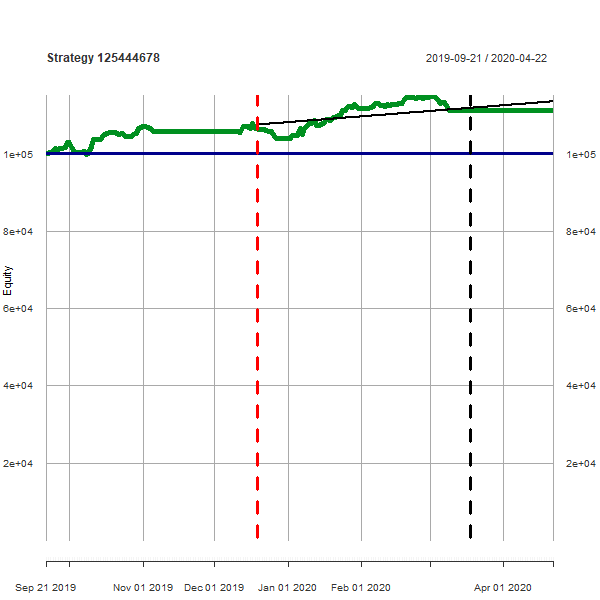 Strategy 125444678
2019-09-21 / 2020-04-22
1e+05
1e+05
8e+04
8e+04
Equity
6e+04
6e+04
4e+04
4e+04
2e+04
2e+04
Sep 21 2019
Nov 01 2019
Dec 01 2019
Jan 01 2020
Feb 01 2020
Apr 01 2020